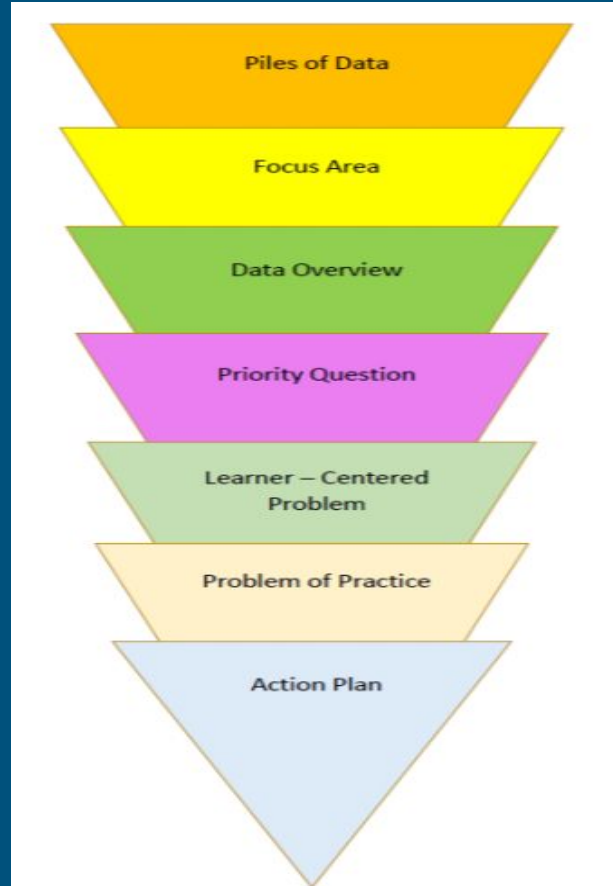 Piles of Data
Focus Area
Data Overview
Priority Question
Learner – Centered
Problem
Problem of Practice
Action Plan